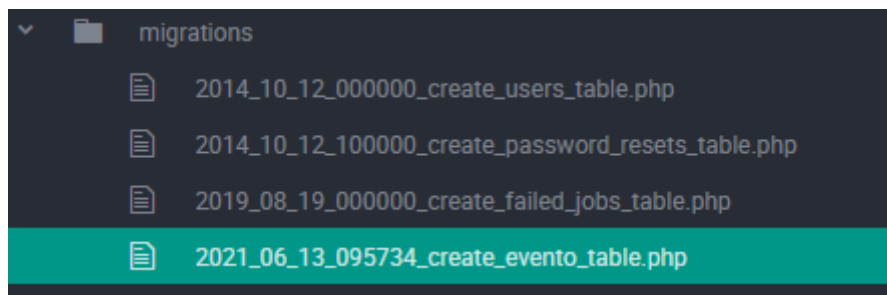 migrations
2014_10_12_000000_create_users_table.php
2014_10_12_100000_create_password_resets_table.php
2019_08_19_000000_create_failed_jobs_table.php
2021_06_13_095734_create_evento_table.php